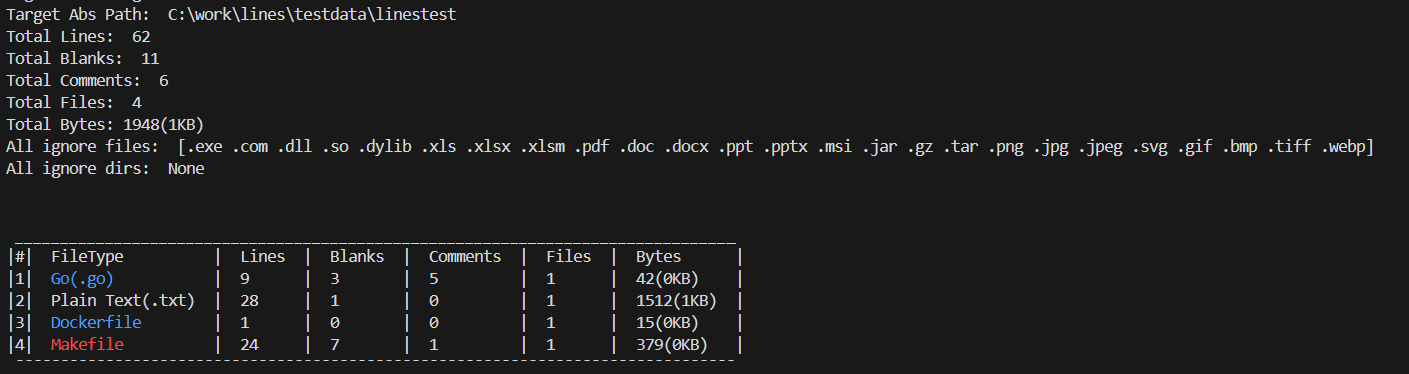 Target Abs Path:  C:\work\lines\testdata\linestest
Total Lines:  62
Total Blanks:  11
Total Comments:  6
Total Files:  4
Total Bytes: 1948(1KB)
All ignore files:  [.exe .com .dll .so .dylib .xls .xlsx .xlsm .pdf .doc .docx .ppt .pptx .msi .jar .gz .tar .png .jpg .jpeg .svg .gif .bmp .tiff .webp]
All ignore dirs:  None
|#|  FileType          |  Lines  |  Blanks  |  Comments  |  Files  |  Bytes      |
|1|  Go(.go)           |  9      |  3       |  5         |  1      |  42(0KB)    |
|2|  Plain Text(.txt)  |  28     |  1       |  0         |  1      |  1512(1KB)  |
|3|  Dockerfile        |  1      |  0       |  0         |  1      |  15(0KB)    |
|4|  Makefile          |  24     |  7       |  1         |  1      |  379(0KB)   |